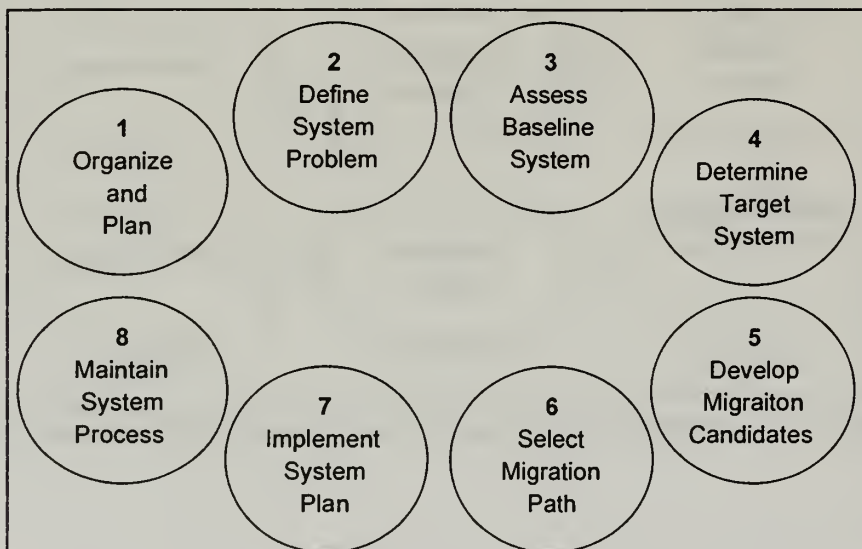 1
Organize
and
Plan
2
Define
System
Problem
3
Assess
Baseline
System
4
Determine
Target
System
5
Develop
Migraiton
Candidates
6
Select
Migration
Path
7
Implement
System
Plan
8
Maintain
System
Process